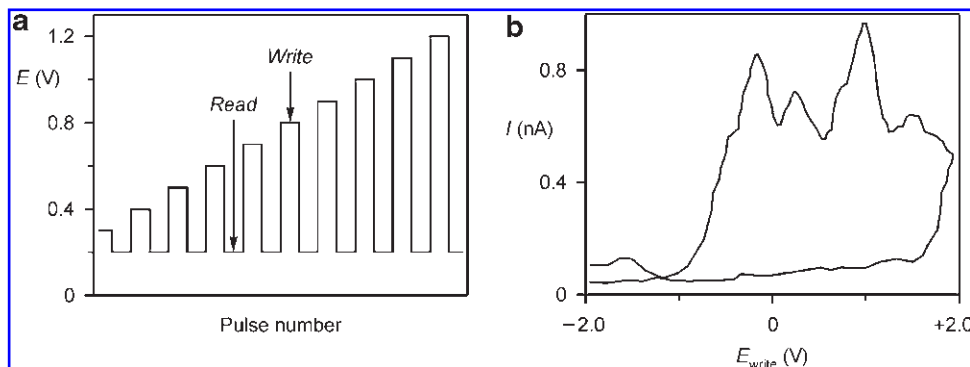 a
1.2
E (V)
0.8
0.4
0
Read
Write
Pulse number
b
0.8
I (nA)
0.4
0
−2.0 0 +2.0
Ewrite (V)